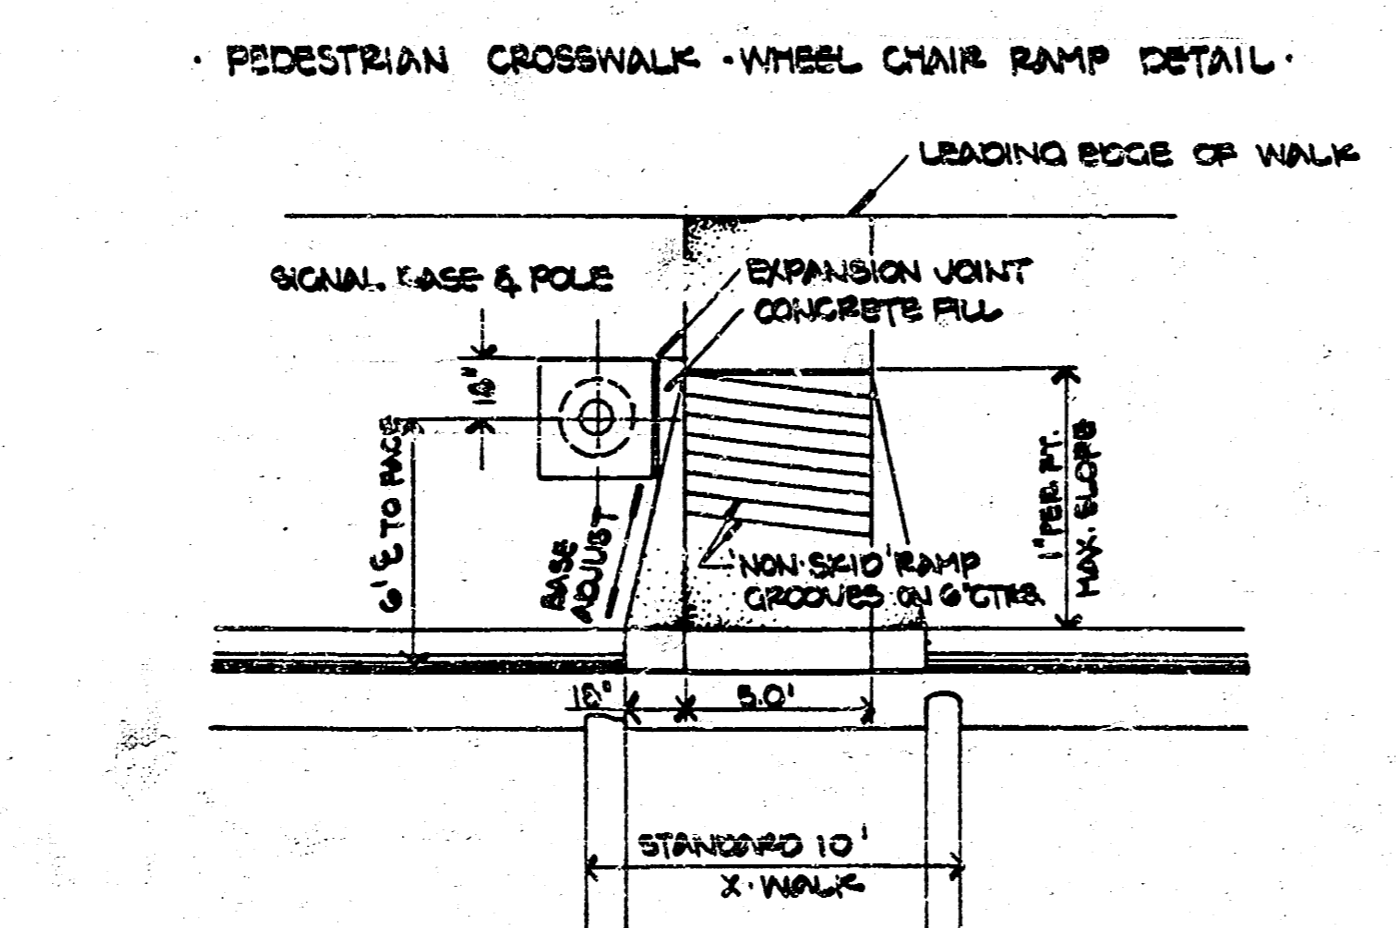 · PEDESTRIAN CROSSWALK · WHEEL CHAIR RAMP DETAIL ·
LEADING EDGE OF WALK
SIGNAL BASE & POLE
EXPANSION JOINT
CONCRETE FILL
18"
6' ℄ TO FACE
BASE
ADJUST
1" PER. FT.
MAX. SLOPE
'NON-SKID' RAMP
GROOVES ON 6" CTRS
18"
5.0'
STANDARD 10'
X-WALK